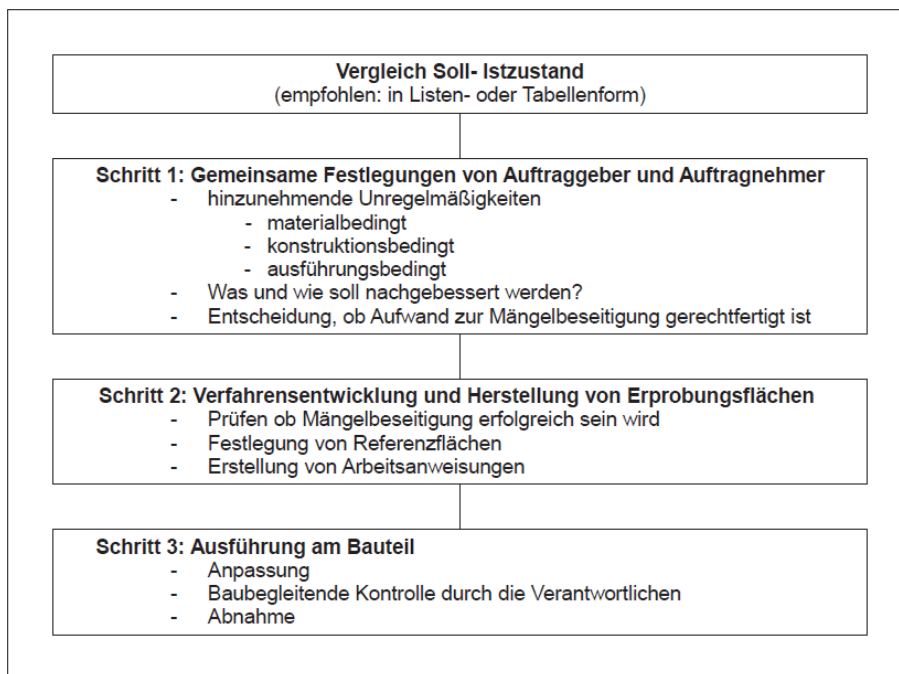 Vergleich Soll- Istzustand
(empfohlen: in Listen- oder Tabellenform)
Schritt 1: Gemeinsame Festlegungen von Auftraggeber und Auftragnehmer
- hinzunehmende Unregelmäßigkeiten
- materialbedingt
- konstruktionsbedingt
- ausführungsbedingt
- Was und wie soll nachgebessert werden?
- Entscheidung, ob Aufwand zur Mängelbeseitigung gerechtfertigt ist
Schritt 2: Verfahrensentwicklung und Herstellung von Erprobungsflächen
- Prüfen ob Mängelbeseitigung erfolgreich sein wird
- Festlegung von Referenzflächen
- Erstellung von Arbeitsanweisungen
Schritt 3: Ausführung am Bauteil
- Anpassung
- Baubegleitende Kontrolle durch die Verantwortlichen
- Abnahme